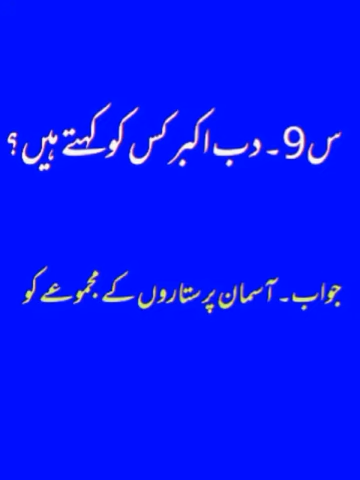 س9۔ دب اکبر کس کو کہتے ہیں ؟
جواب۔ آسمان پر ستاروں کے مجموعے کو